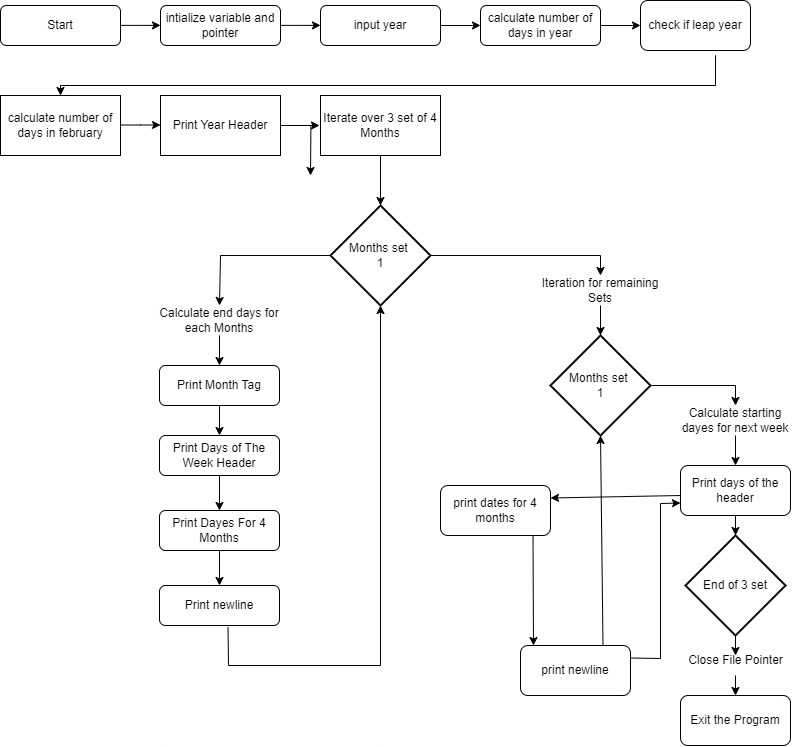 Start
intialize variable and
pointer
input year
calculate number of
days in year
check if leap year
calculate number of
days in february
Print Year Header
Iterate over 3 set of 4
Months
Months set
1
Calculate end days for
each Months
Print Month Tag
Print Days of The
Week Header
Print Dayes For 4
Months
Print newline
Iteration for remaining
Sets
Months set
1
Calculate starting
dayes for next week
Print days of the
header
print dates for 4
months
print newline
End of 3 set
Close File Pointer
Exit the Program